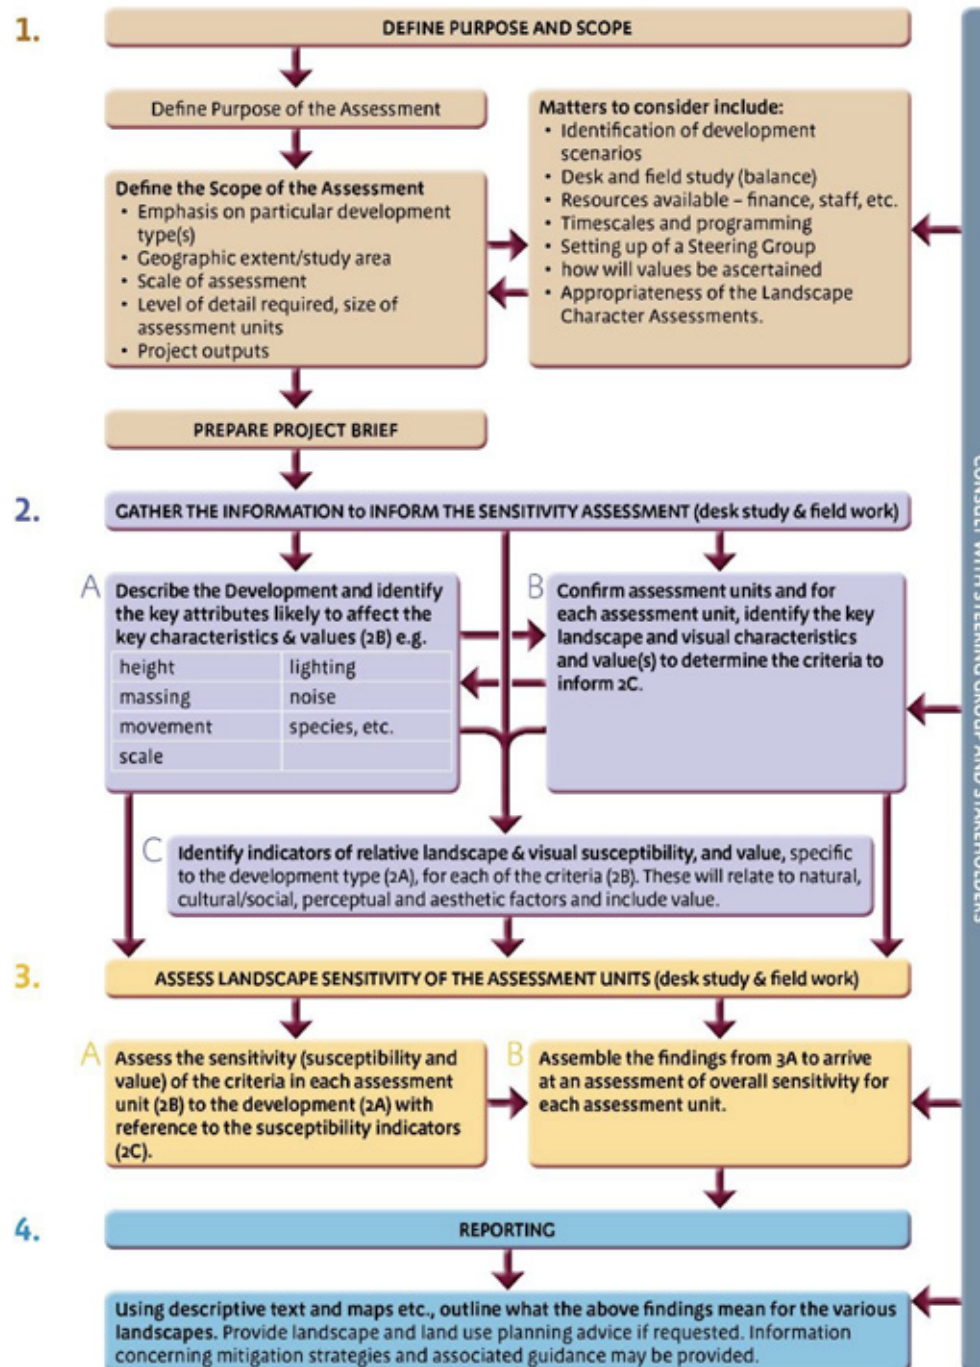 1.
DEFINE PURPOSE AND SCOPE
Define Purpose of the Assessment
Define the Scope of the Assessment
• Emphasis on particular development
type(s)
• Geographic extent/study area
• Scale of assessment
• Level of detail required, size of
assessment units
• Project outputs
Matters to consider include:
• Identification of development
scenarios
• Desk and field study (balance)
• Resources available – finance, staff, etc.
• Timescales and programming
• Setting up of a Steering Group
• how will values be ascertained
• Appropriateness of the Landscape
Character Assessments.
PREPARE PROJECT BRIEF
2.
GATHER THE INFORMATION to INFORM THE SENSITIVITY ASSESSMENT (desk study & field work)
A
Describe the Development and identify
the key attributes likely to affect the
key characteristics & values (2B) e.g.
height lighting
massing noise
movement species, etc.
scale
B
Confirm assessment units and for
each assessment unit, identify the key
landscape and visual characteristics
and value(s) to determine the criteria to
inform 2C.
C
Identify indicators of relative landscape & visual susceptibility, and value, specific
to the development type (2A), for each of the criteria (2B). These will relate to natural,
cultural/social, perceptual and aesthetic factors and include value.
3.
ASSESS LANDSCAPE SENSITIVITY OF THE ASSESSMENT UNITS (desk study & field work)
A
Assess the sensitivity (susceptibility and
value) of the criteria in each assessment
unit (2B) to the development (2A) with
reference to the susceptibility indicators
(2C).
B
Assemble the findings from 3A to arrive
at an assessment of overall sensitivity for
each assessment unit.
4.
REPORTING
Using descriptive text and maps etc., outline what the above findings mean for the various
landscapes. Provide landscape and land use planning advice if requested. Information
concerning mitigation strategies and associated guidance may be provided.
CONSULT WITH STEERING GROUP AND STAKEHOLDERS